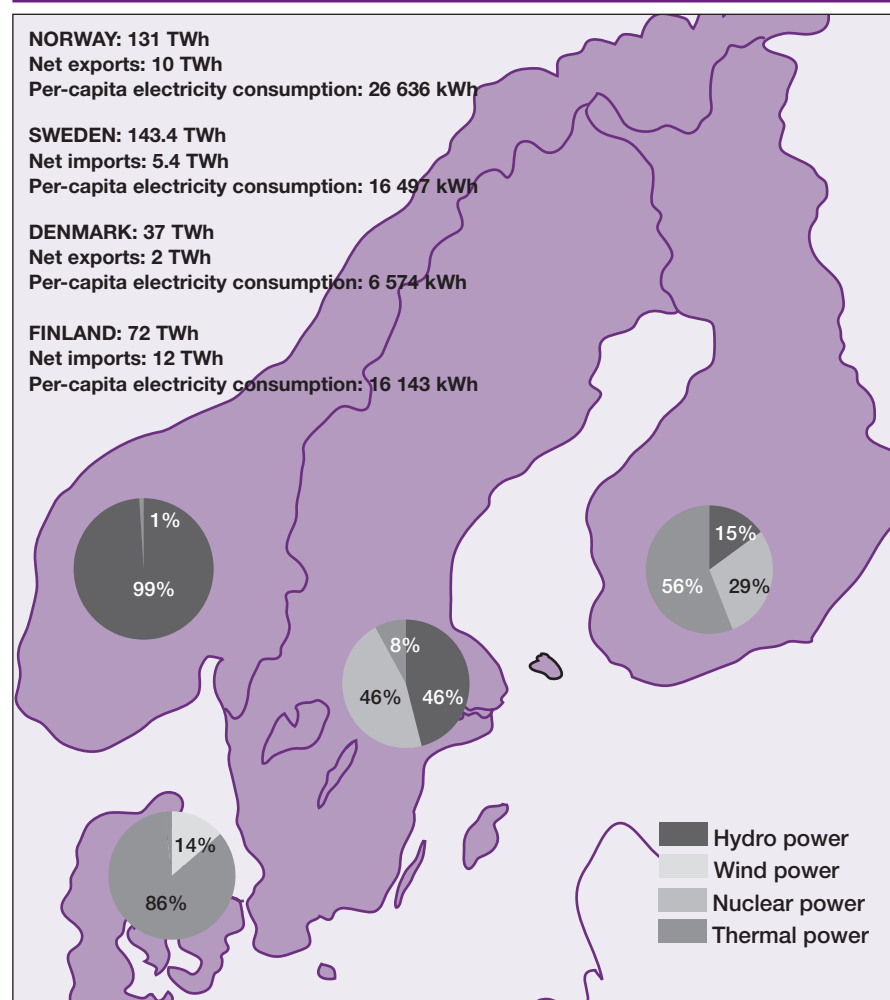 NORWAY: 131 TWh
Net exports: 10 TWh
Per-capita electricity consumption: 26 636 kWh
SWEDEN: 143.4 TWh
Net imports: 5.4 TWh
Per-capita electricity consumption: 16 497 kWh
DENMARK: 37 TWh
Net exports: 2 TWh
Per-capita electricity consumption: 6 574 kWh
FINLAND: 72 TWh
Net imports: 12 TWh
Per-capita electricity consumption: 16 143 kWh
1%
99%
15%
56%
29%
8%
46%
46%
14%
86%
Hydro power
Wind power
Nuclear power
Thermal power